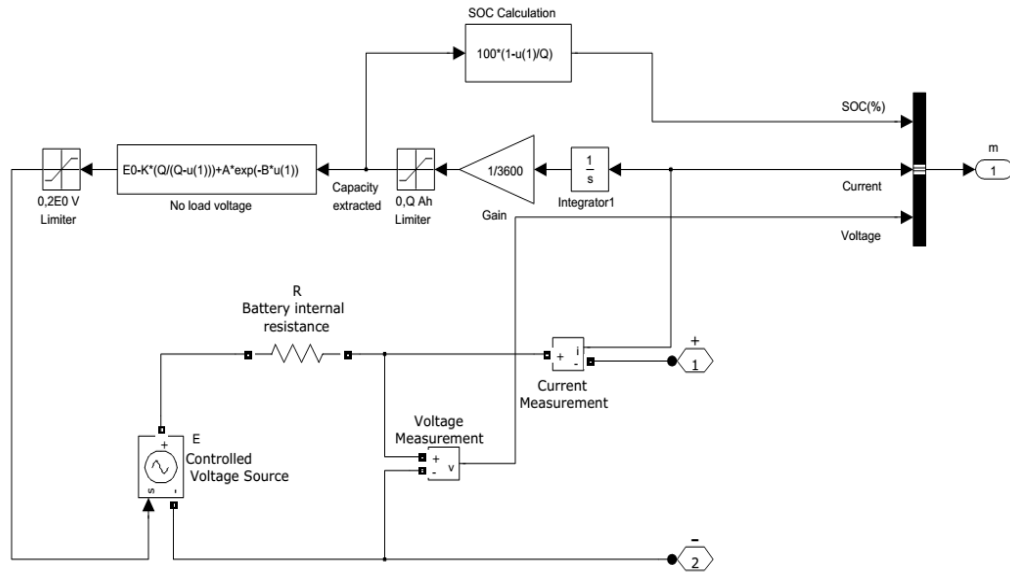 SOC Calculation
100*(1-u(1)/Q)
SOC(%)
m
1
E0-K*(Q/(Q-u(1)))+A*exp(-B*u(1))
1/3600
1
s
0,2E0 V
Limiter
No load voltage
Capacity
extracted
0,Q Ah
Limiter
Gain
Integrator1
Current
Voltage
R
Battery internal
resistance
+
i
-
+
1
Current
Measurement
Voltage
Measurement
+
-
v
E
Controlled
Voltage Source
+
s
-
-
2